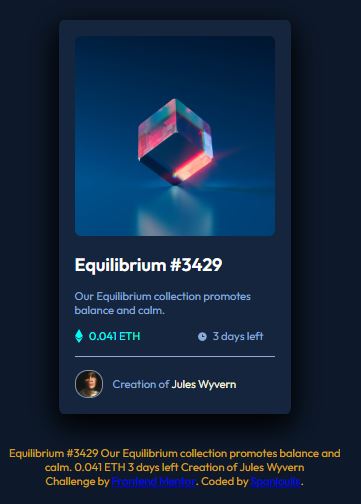 Equilibrium #3429
Our Equilibrium collection promotes
balance and calm.
0.041 ETH
3 days left
Creation of Jules Wyvern
Equilibrium #3429 Our Equilibrium collection promotes and
calm. 0.041 ETH 3 days left Creation of Jules Wyvern
Challenge by Frontend Mentor. Coded by